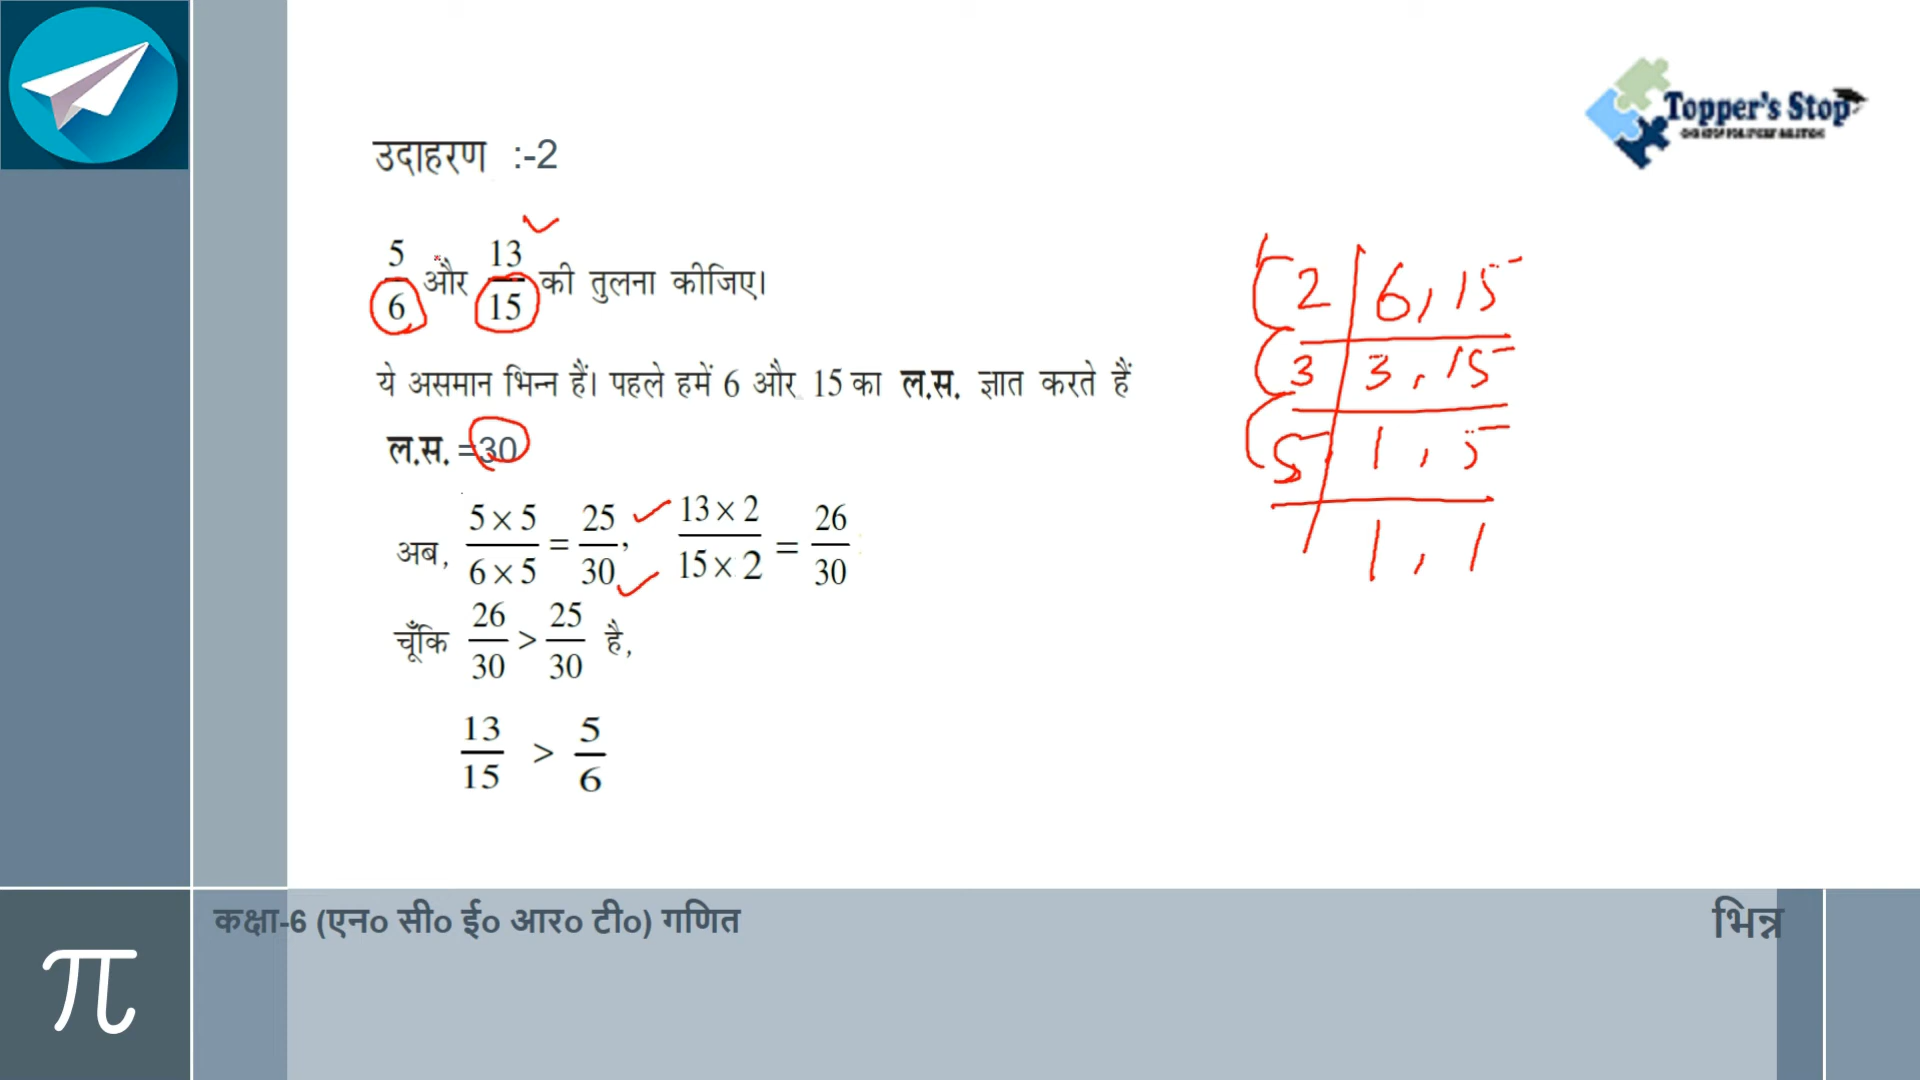 Topper's Stop
उदाहरण :-2
5/6 और 13/15 की तुलना कीजिए।
ये असमान भिन्न हैं। पहले हमें 6 और 15 का ल.स. ज्ञात करते हैं
ल.स. =30
अब, 5 × 5 / 6 × 5 = 25/30, 13 × 2 / 15 × 2 = 26/30
चूँकि 26/30 > 25/30 है,
13/15 > 5/6
2 | 6, 15
3 | 3, 15
5 | 1, 5
1, 1
कक्षा-6 (एन० सी० ई० आर० टी०) गणित
भिन्न
π